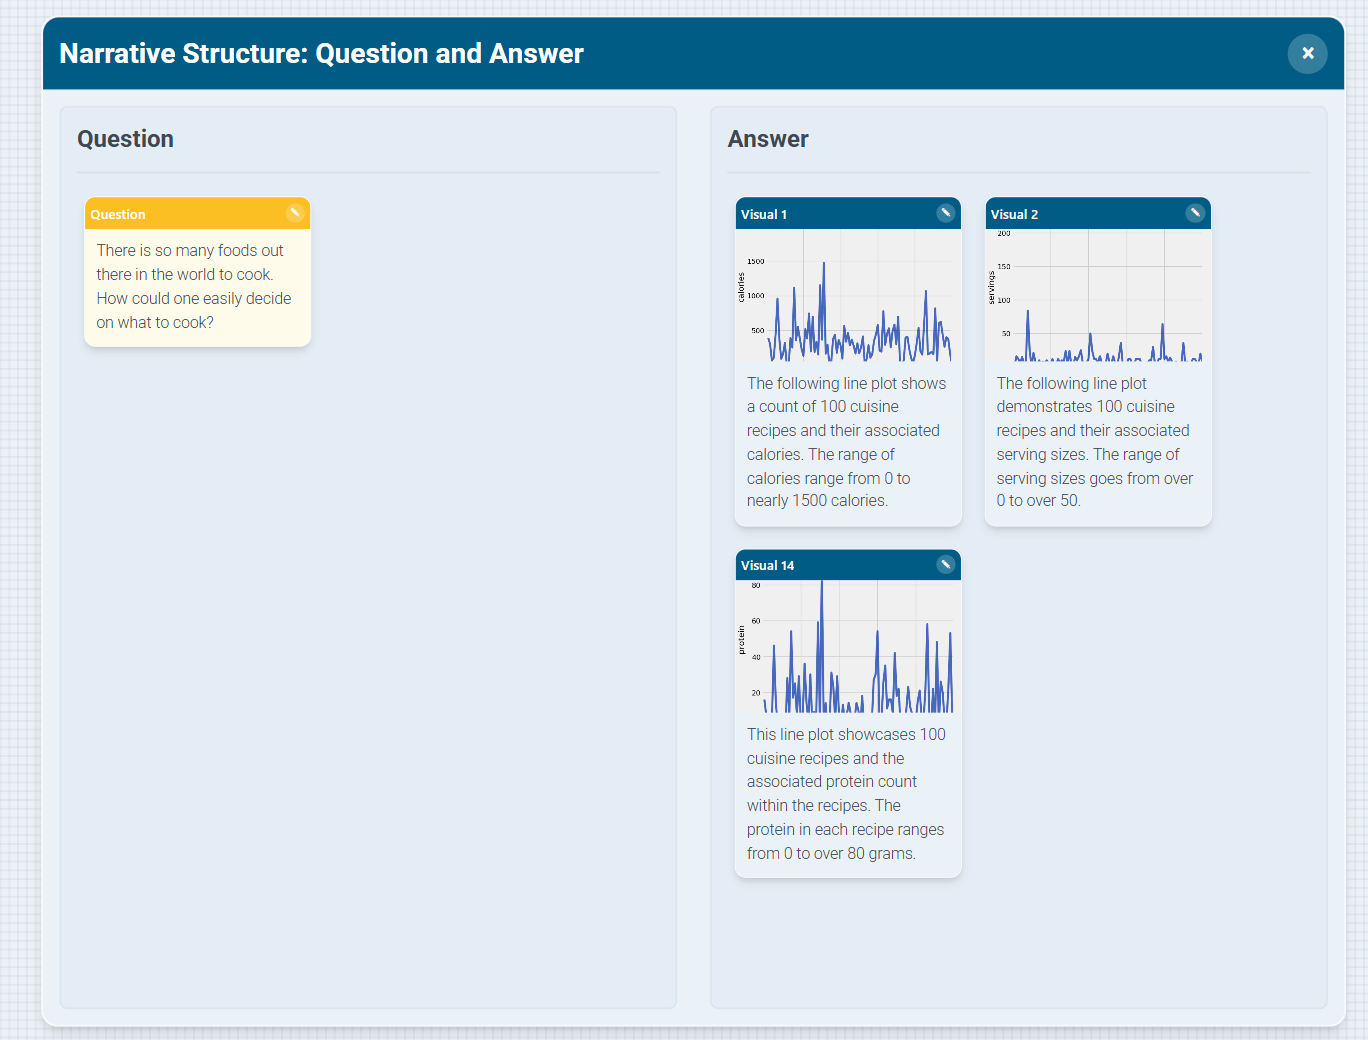 Narrative Structure: Question and Answer
Question
Question
There is so many foods out
there in the world to cook.
How could one easily decide
on what to cook?
Answer
Visual 1
1500
1000
500
calories
The following line plot shows
a count of 100 cuisine
recipes and their associated
calories. The range of
calories range from 0 to
nearly 1500 calories.
Visual 2
200
150
100
50
servings
The following line plot
demonstrates 100 cuisine
recipes and their associated
serving sizes. The range of
serving sizes goes from over
0 to over 50.
Visual 14
80
60
40
20
protein
This line plot showcases 100
cuisine recipes and the
associated protein count
within the recipes. The
protein in each recipe ranges
from 0 to over 80 grams.